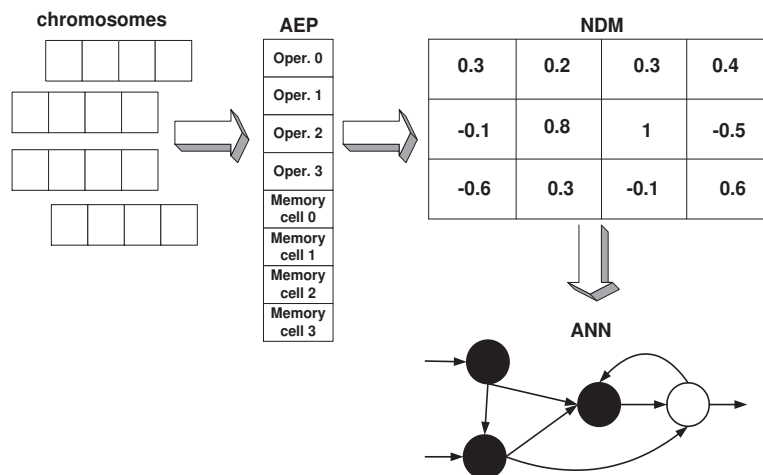 chromosomes
AEP
NDM
Oper. 0
Oper. 1
Oper. 2
Oper. 3
Memory
cell 0
Memory
cell 1
Memory
cell 2
Memory
cell 3
0.3 0.2 0.3 0.4
-0.1 0.8 1 -0.5
-0.6 0.3 -0.1 0.6
ANN